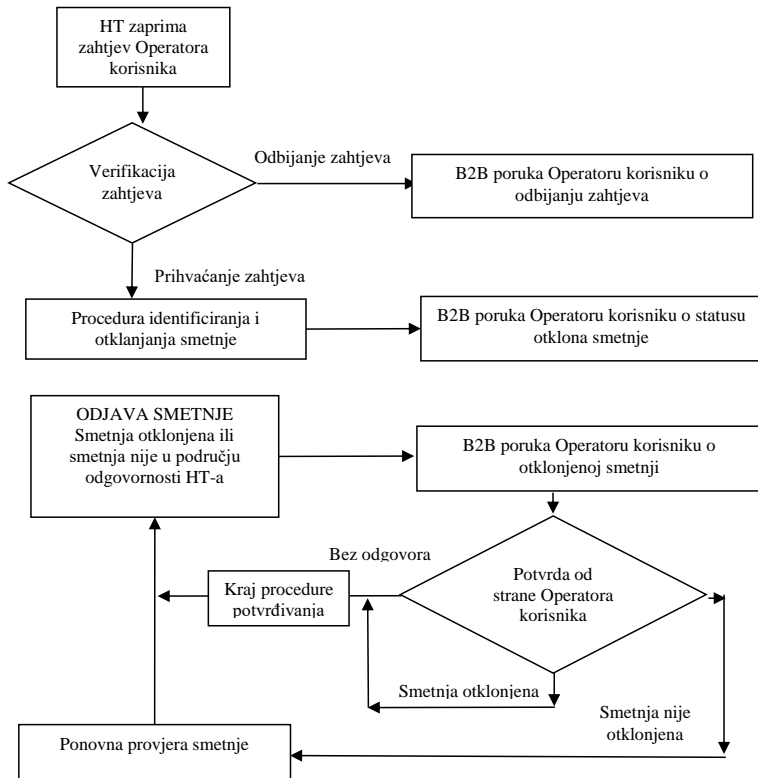 HT zaprima
zahtjev Operatora
korisnika
Verifikacija
zahtjeva
Odbijanje zahtjeva
B2B poruka Operatoru korisniku o
odbijanju zahtjeva
Prihvaćanje zahtjeva
Procedura identificiranja i
otklanjanja smetnje
B2B poruka Operatoru korisniku o statusu
otklona smetnje
ODJAVA SMETNJE
Smetnja otklonjena ili
smetnja nije u području
odgovornosti HT-a
B2B poruka Operatoru korisniku o
otklonjenoj smetnji
Bez odgovora
Kraj procedure
potvrđivanja
Potvrda od
strane Operatora
korisnika
Smetnja otklonjena
Smetnja nije
otklonjena
Ponovna provjera smetnje